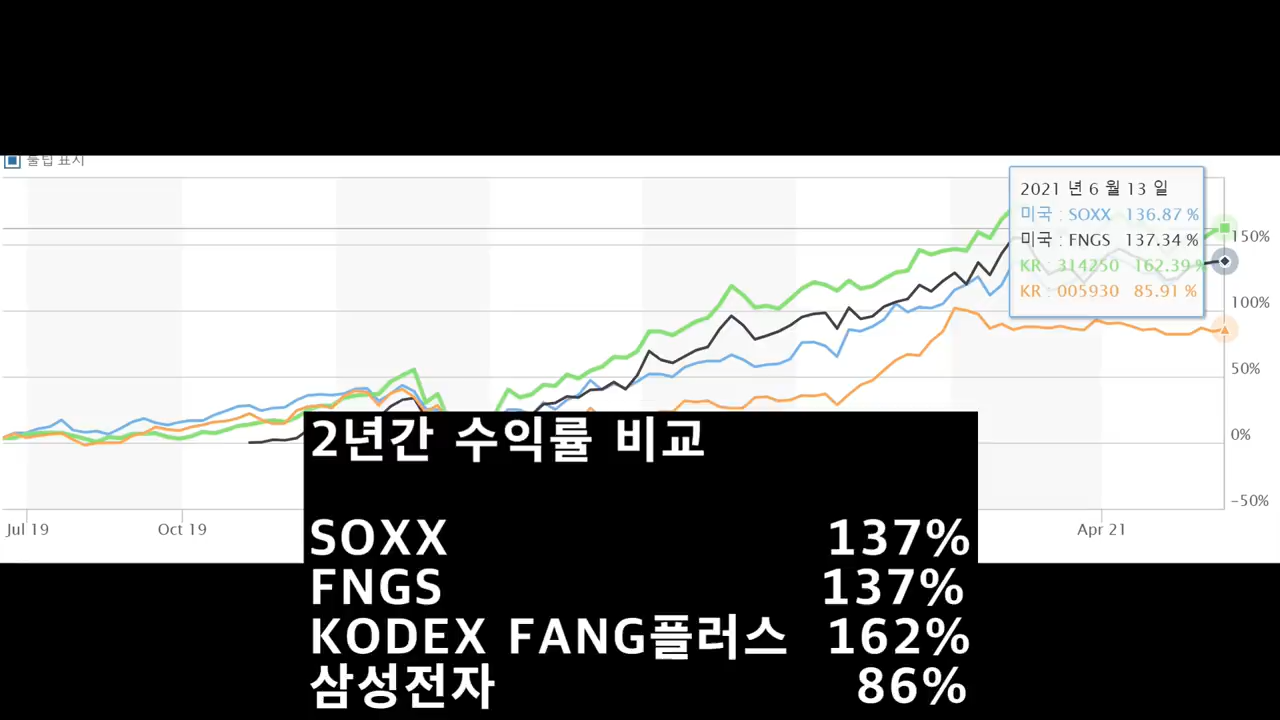 툴팁 표시
2021 년 6 월 13 일
미국 : SOXX 136.87 %
미국 : FNGS 137.34 %
KR : 314250 162.39 %
KR : 005930 85.91 %
150%
100%
50%
0%
-50%
Jul 19
Oct 19
Apr 21
2년간 수익률 비교
SOXX 137%
FNGS 137%
KODEX FANG플러스 162%
삼성전자 86%